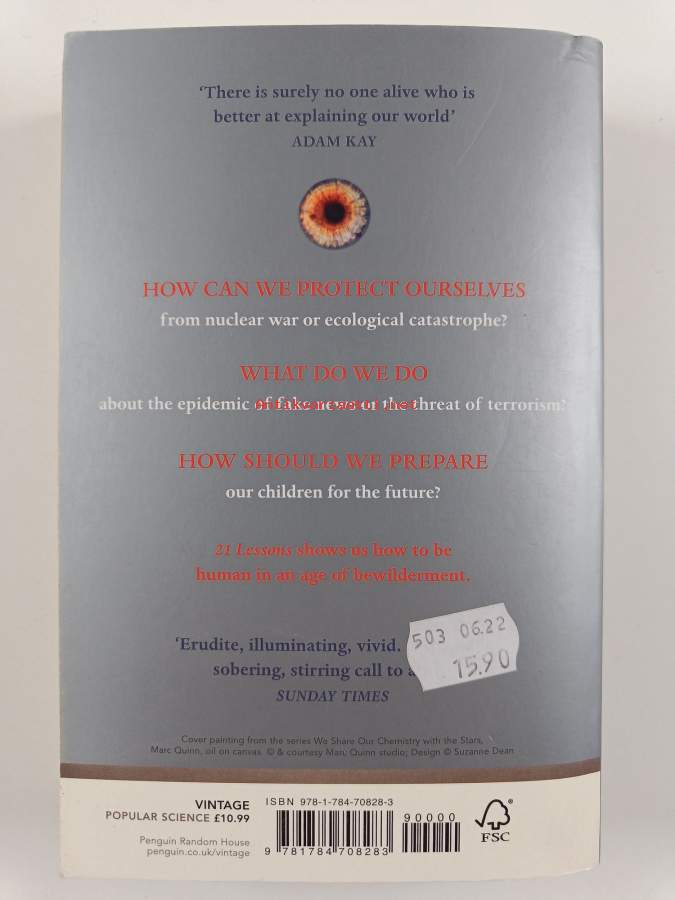 ‘There is surely no one alive who is
better at explaining our world’
ADAM KAY
HOW CAN WE PROTECT OURSELVES
from nuclear war or ecological catastrophe?
WHAT DO WE DO
about the epidemic of fake news or the threat of terrorism?
HOW SHOULD WE PREPARE
our children for the future?
21 Lessons shows us how to be
human in an age of bewilderment.
‘Erudite, illuminating, vivid.
sobering, stirring call to
SUNDAY TIMES
503 06.22
15.90
Cover painting from the series We Share Our Chemistry with the Stars,
Marc Quinn, oil on canvas. © & courtesy Marc Quinn studio; Design © Suzanne Dean
VINTAGE
POPULAR SCIENCE £10.99
Penguin Random House
penguin.co.uk/vintage
ISBN 978-1-784-70828-3
90000
9 781784 708283
FSC